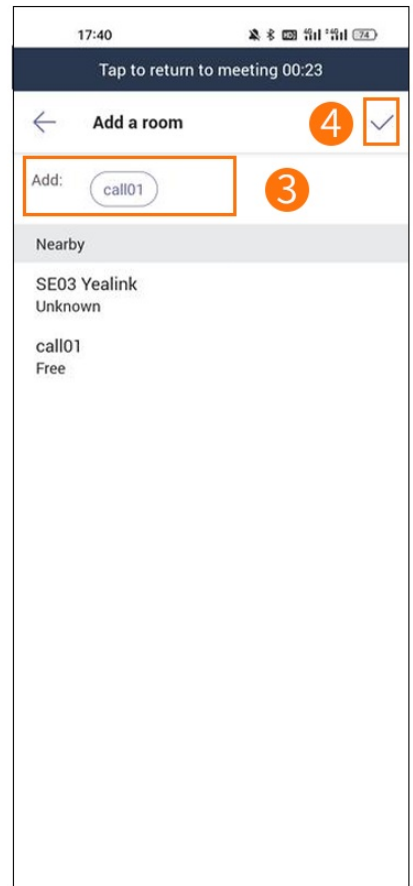 17:40
74
Tap to return to meeting 00:23
Add a room
4
Add:
call01
3
Nearby
SE03 Yealink
Unknown
call01
Free